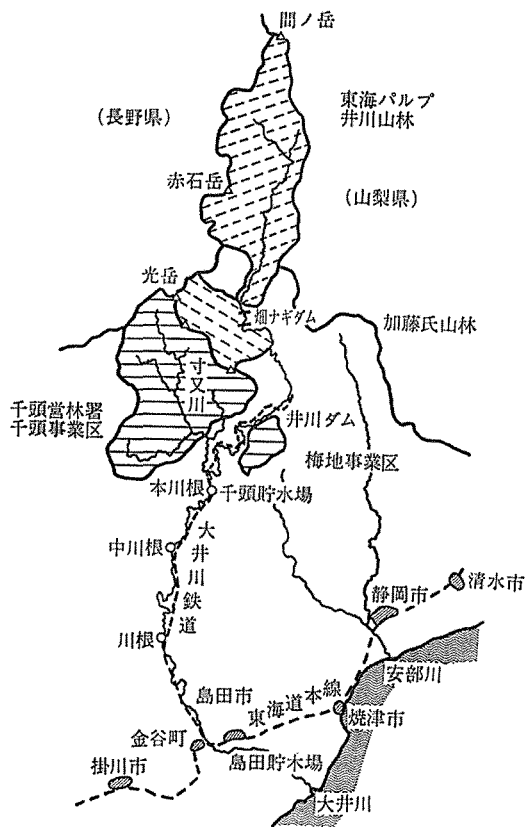 間ノ岳
東海パルプ
井川山林
(長野県)
赤石岳
(山梨県)
光岳
畑ナギダム
加藤氏山林
寸又川
千頭営林署
千頭事業区
井川ダム
梅地事業区
本川根
千頭貯水場
中川根
大井川鉄道
川根
静岡市
清水市
安部川
島田市
東海道本線
焼津市
金谷町
島田貯木場
掛川市
大井川